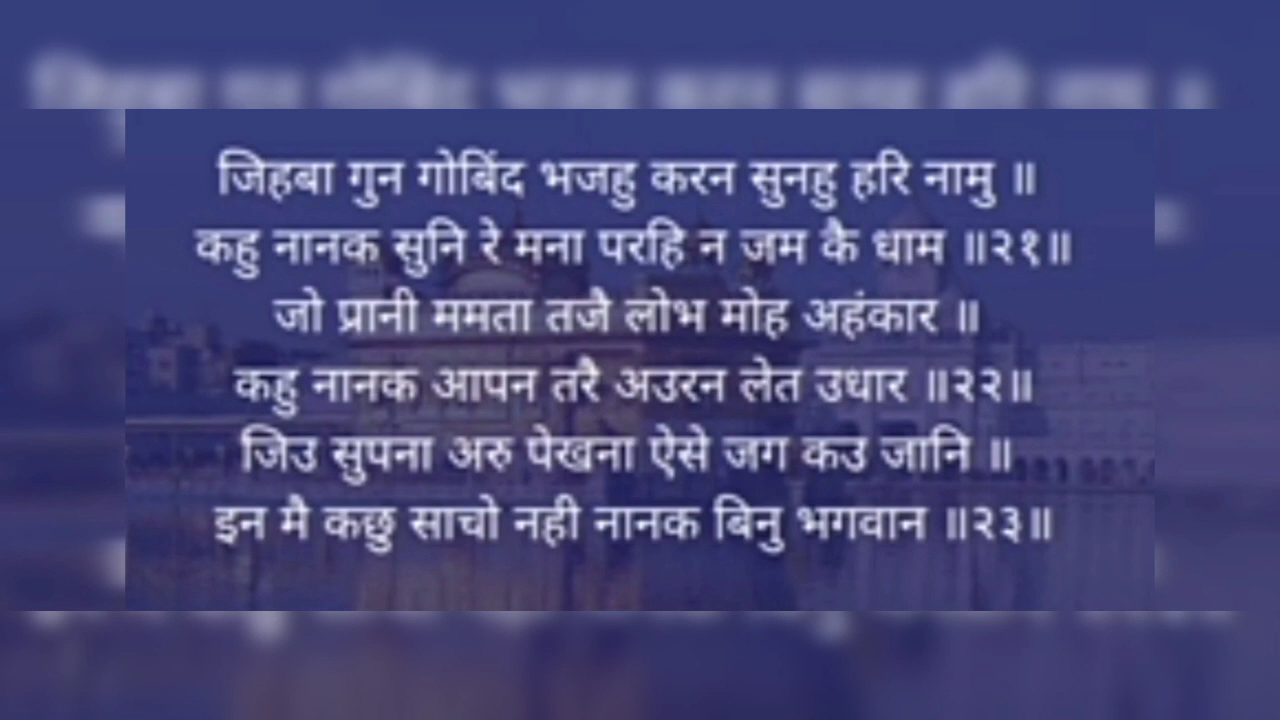 जिहबा गुन गोबिंद भजहु करन सुनहु हरि नामु ॥
कहु नानक सुनि रे मना परहि न जम कै धाम ॥२१॥
जो प्रानी ममता तजै लोभ मोह अहंकार ॥
कहु नानक आपन तरै अउरन लेत उधार ॥२२॥
जिउ सुपना अरु पेखना ऐसे जग कउ जानि ॥
इन मै कछु साचो नही नानक बिनु भगवान ॥२३॥